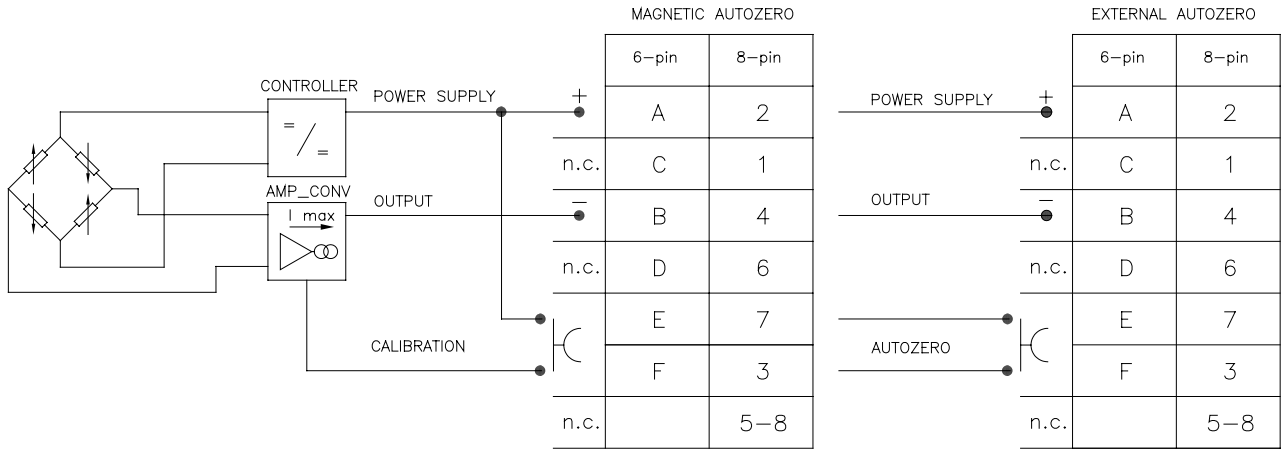 MAGNETIC AUTOZERO
EXTERNAL AUTOZERO
6-pin 8-pin
6-pin 8-pin
CONTROLLER
= / =
POWER SUPPLY
+ A 2
POWER SUPPLY
+ A 2
n.c. C 1
n.c. C 1
AMP_CONV
I max
OUTPUT
- B 4
OUTPUT
- B 4
n.c. D 6
n.c. D 6
E 7
E 7
CALIBRATION
F 3
AUTOZERO
F 3
n.c. 5-8
n.c. 5-8